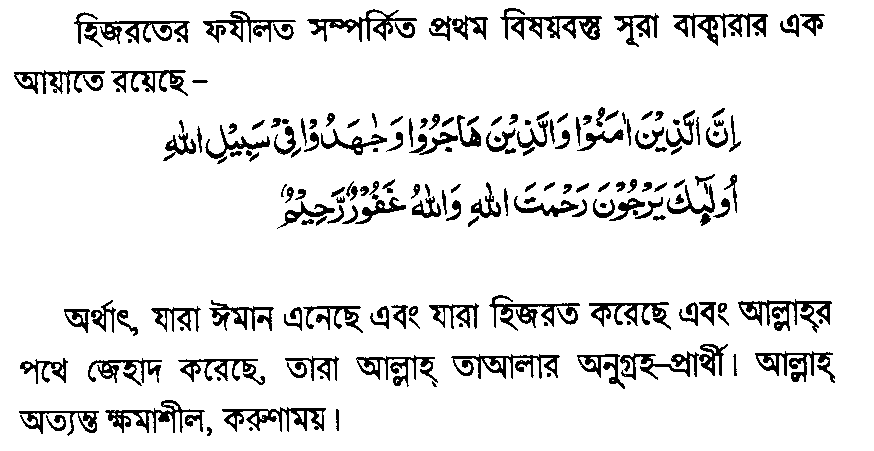 হিজরতের ফযীলত সম্পর্কিত প্রথম বিষয়বস্তু সূরা বাক্বারার এক
আয়াতে রয়েছে –
اِنَّ الَّذِيْنَ اٰمَنُوْا وَالَّذِيْنَ هَاجَرُوْا وَجٰهَدُوْا فِىْ سَبِيْلِ اللّٰهِ
اُولٰٓئِكَ يَرْجُوْنَ رَحْمَتَ اللّٰهِ وَاللّٰهُ غَفُوْرٌ رَّحِيْمٌ
অর্থাৎ, যারা ঈমান এনেছে এবং যারা হিজরত করেছে এবং আল্লাহ্‌র
পথে জেহাদ করেছে, তারা আল্লাহ্ তাআলার অনুগ্রহ–প্রার্থী। আল্লাহ্
অত্যন্ত ক্ষমাশীল, করুণাময়।